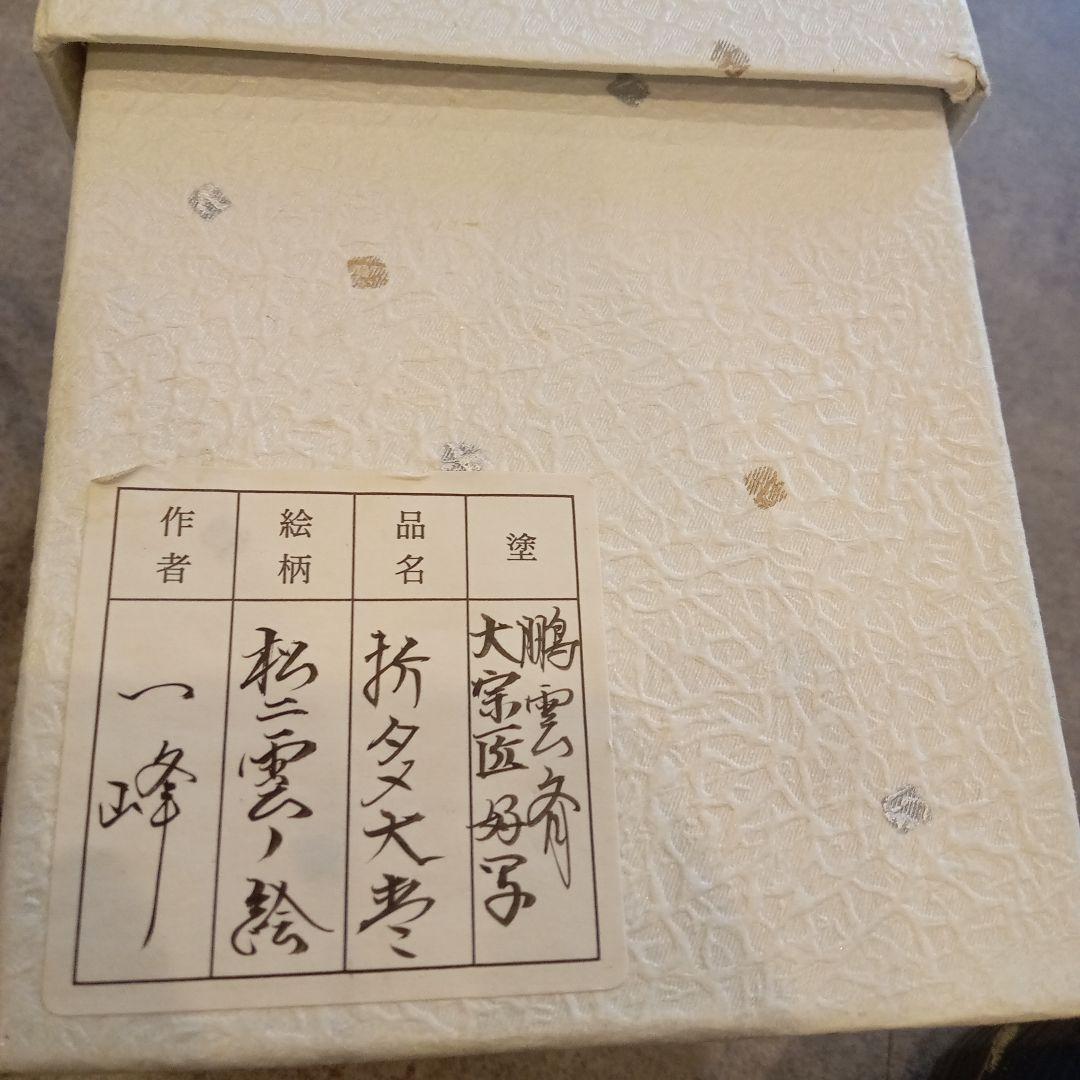 塗
鵬雲斎
大宗匠好写
品名
折タメ大棗
絵柄
松ニ雲ノ絵
作者
一峰